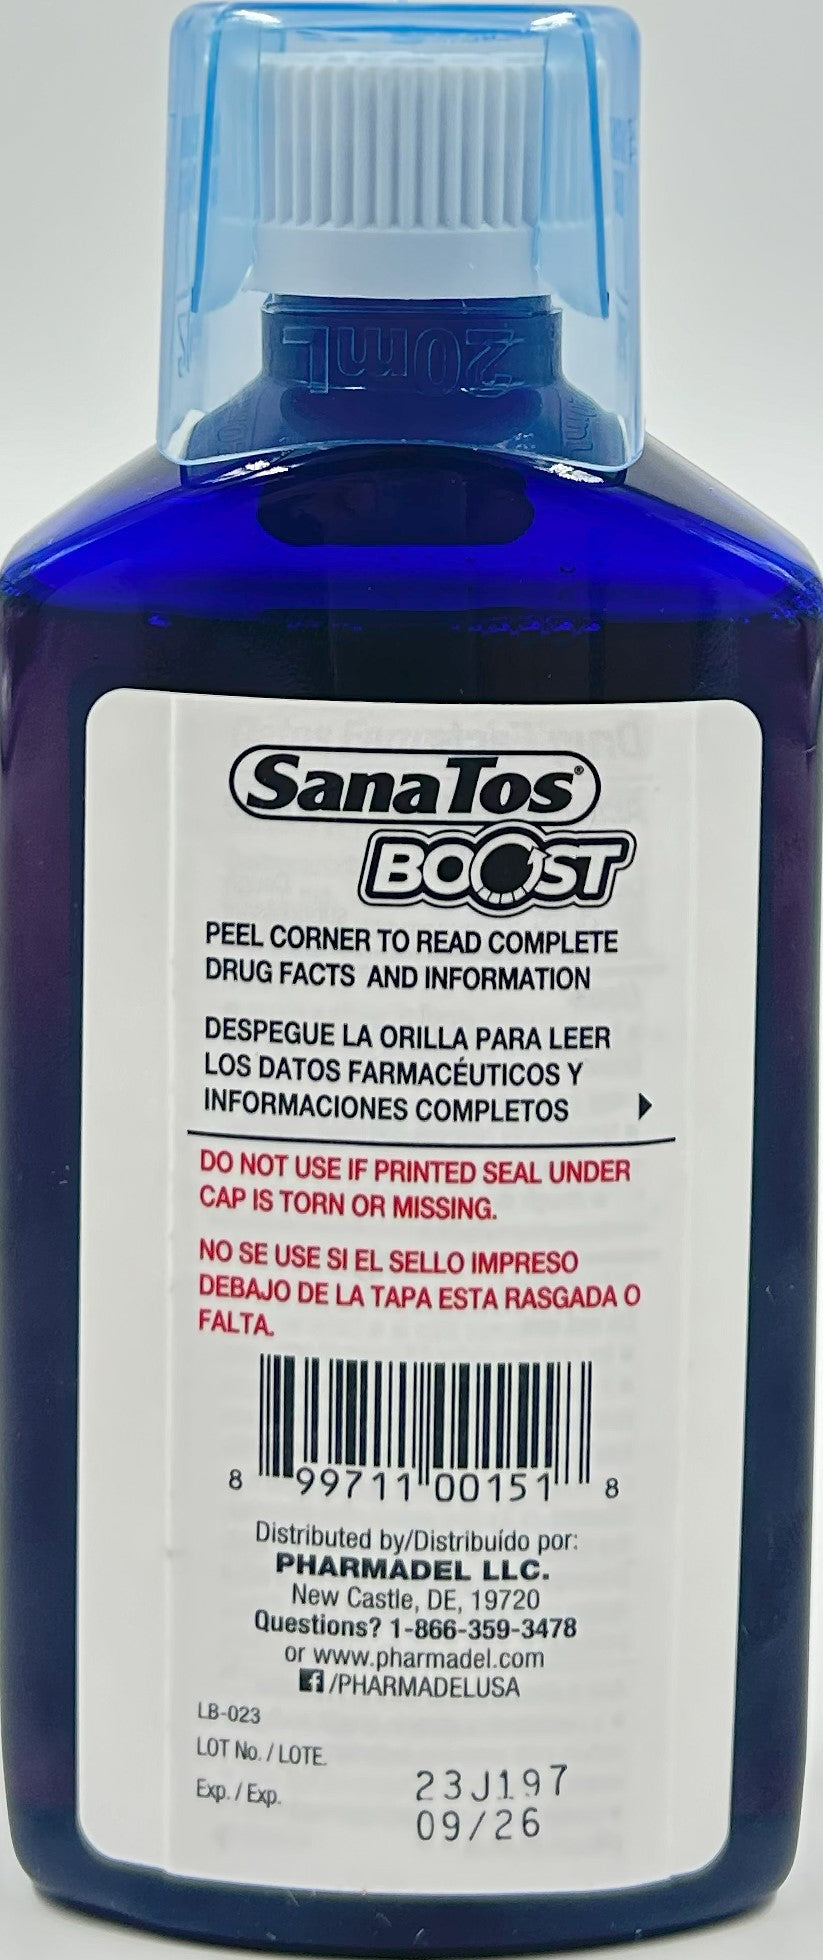 20mL
SanaTos®
BOOST
PEEL CORNER TO READ COMPLETE
DRUG FACTS AND INFORMATION
DESPEGUE LA ORILLA PARA LEER
LOS DATOS FARMACÉUTICOS Y
INFORMACIONES COMPLETOS
DO NOT USE IF PRINTED SEAL UNDER
CAP IS TORN OR MISSING.
NO SE USE SI EL SELLO IMPRESO
DEBAJO DE LA TAPA ESTA RASGADA O
FALTA.
8 99711 00151 8
Distributed by/Distribuído por:
PHARMADEL LLC.
New Castle, DE, 19720
Questions? 1-866-359-3478
or www.pharmadel.com
/PHARMADELUSA
LB-023
LOT No. / LOTE. 23J197
Exp. / Exp. 09/26